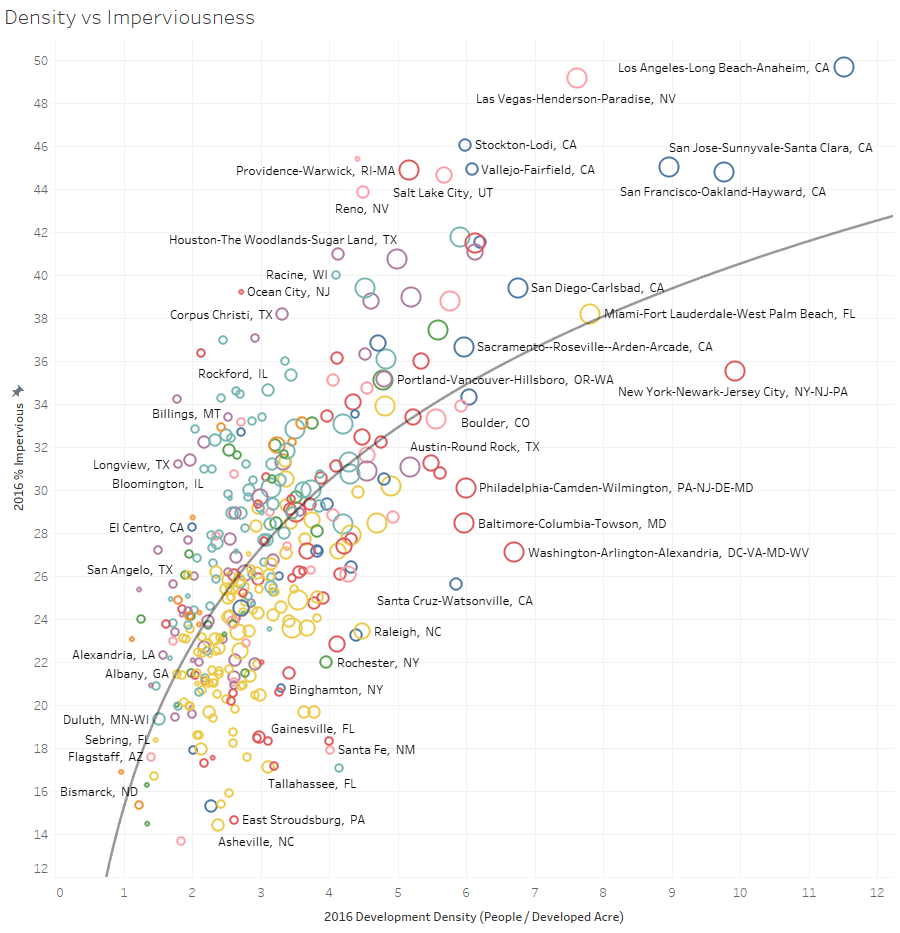 Density vs Imperviousness
50
Los Angeles-Long Beach-Anaheim, CA
Las Vegas-Henderson-Paradise, NV
48
46
Stockton-Lodi, CA
San Jose-Sunnyvale-Santa Clara, CA
Providence-Warwick, RI-MA
Vallejo-Fairfield, CA
44
Salt Lake City, UT
San Francisco-Oakland-Hayward, CA
Reno, NV
42
Houston-The Woodlands-Sugar Land, TX
40
Racine, WI
Ocean City, NJ
San Diego-Carlsbad, CA
38
Corpus Christi, TX
Miami-Fort Lauderdale-West Palm Beach, FL
Sacramento--Roseville--Arden-Arcade, CA
36
Rockford, IL
Portland-Vancouver-Hillsboro, OR-WA
New York-Newark-Jersey City, NY-NJ-PA
34
Billings, MT
Boulder, CO
32
Austin-Round Rock, TX
Longview, TX
Bloomington, IL
30
Philadelphia-Camden-Wilmington, PA-NJ-DE-MD
28
El Centro, CA
Baltimore-Columbia-Towson, MD
Washington-Arlington-Alexandria, DC-VA-MD-WV
26
San Angelo, TX
Santa Cruz-Watsonville, CA
24
Raleigh, NC
22
Alexandria, LA
Rochester, NY
Albany, GA
Binghamton, NY
20
Duluth, MN-WI
Gainesville, FL
Sebring, FL
18
Flagstaff, AZ
Santa Fe, NM
Tallahassee, FL
16
Bismarck, ND
East Stroudsburg, PA
14
Asheville, NC
12
2016 % Impervious
0 1 2 3 4 5 6 7 8 9 10 11 12
2016 Development Density (People / Developed Acre)